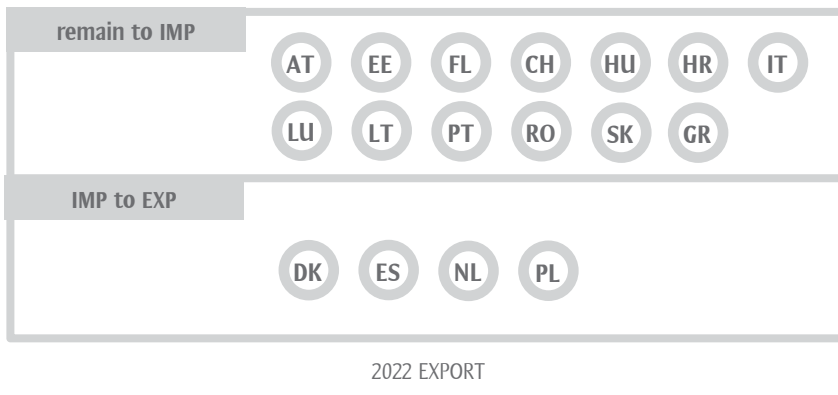 remain to IMP
AT EE FL CH HU HR IT
LU LT PT RO SK GR
IMP to EXP
DK ES NL PL
2022 EXPORT